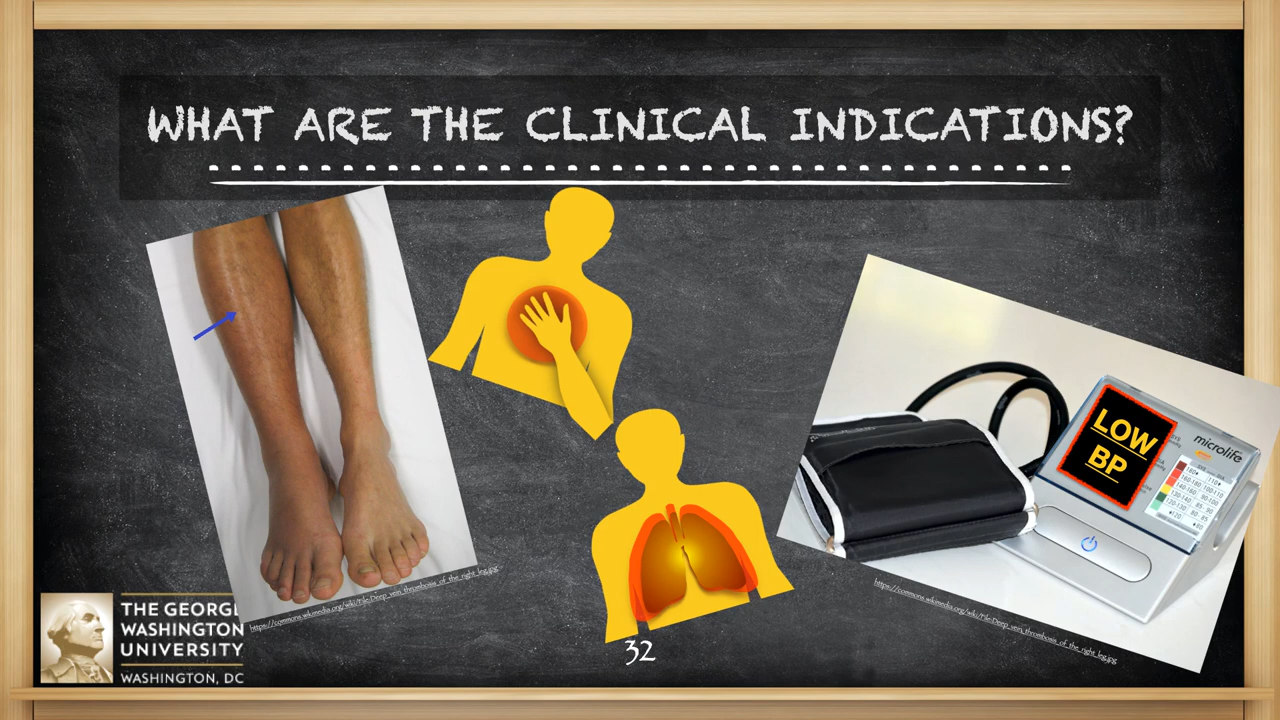 WHAT ARE THE CLINICAL INDICATIONS?
https://commons.wikimedia.org/wiki/File:Deep_vein_thrombosis_of_the_right_leg.jpg
LOW
BP
microlife
https://commons.wikimedia.org/wiki/File:Deep_vein_thrombosis_of_the_right_leg.jpg
THE GEORGE
WASHINGTON
UNIVERSITY
WASHINGTON, DC
32